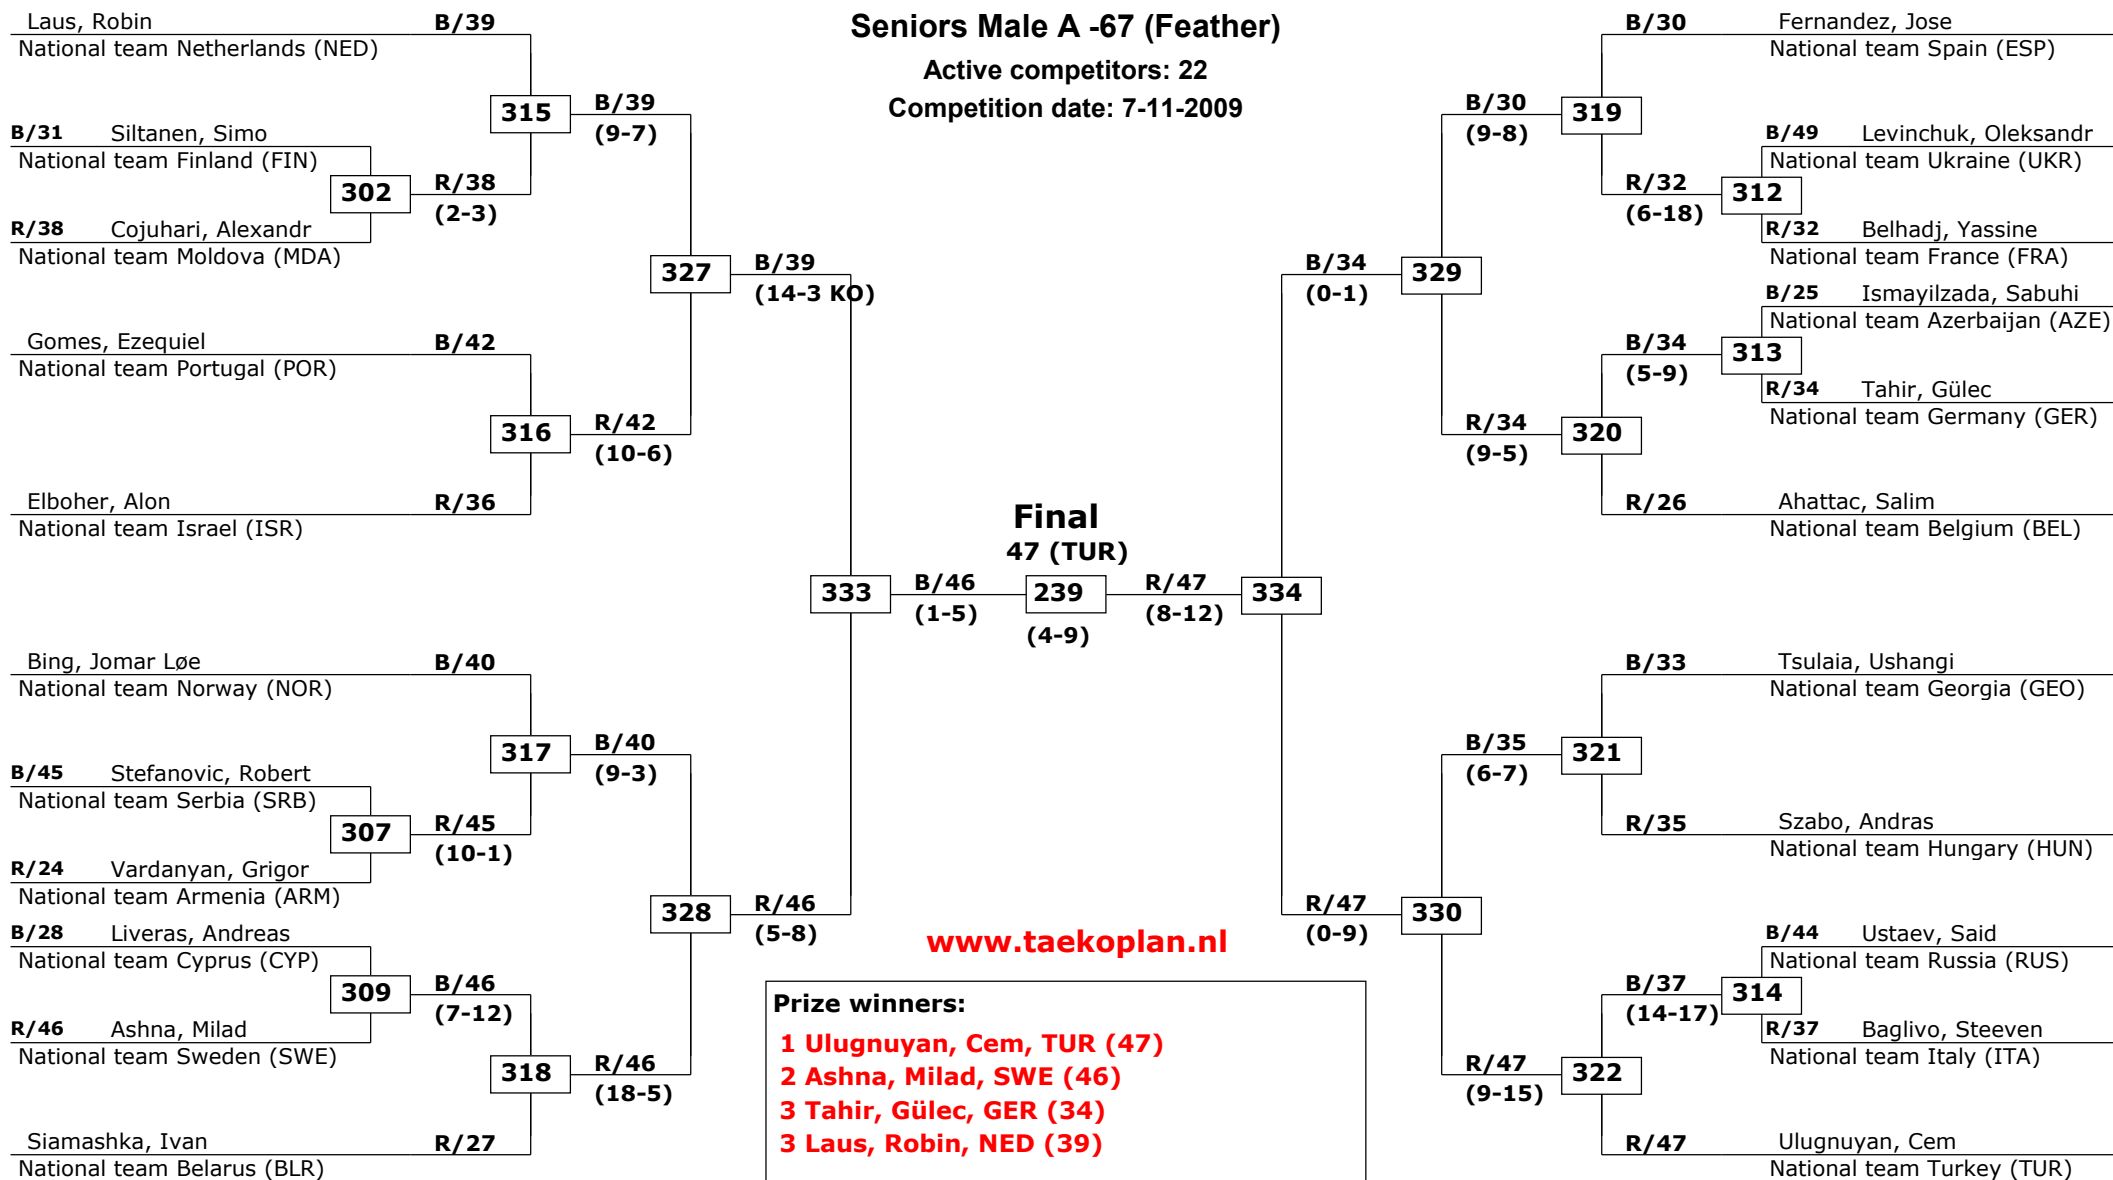 Seniors Male A -67 (Feather)
Active competitors: 22
Competition date: 7-11-2009
Laus, Robin
B/39
National team Netherlands (NED)
315
B/39
(9-7)
B/31 Siltanen, Simo
National team Finland (FIN)
302
R/38
(2-3)
R/38 Cojuhari, Alexandr
National team Moldova (MDA)
327
B/39
(14-3 KO)
Gomes, Ezequiel
B/42
National team Portugal (POR)
316
R/42
(10-6)
Elboher, Alon
R/36
National team Israel (ISR)
333
B/46
(1-5)
Bing, Jomar Løe
B/40
National team Norway (NOR)
317
B/40
(9-3)
B/45 Stefanovic, Robert
National team Serbia (SRB)
307
R/45
(10-1)
R/24 Vardanyan, Grigor
National team Armenia (ARM)
328
R/46
(5-8)
B/28 Liveras, Andreas
National team Cyprus (CYP)
309
B/46
(7-12)
R/46 Ashna, Milad
National team Sweden (SWE)
318
R/46
(18-5)
Siamashka, Ivan
R/27
National team Belarus (BLR)
Final
47 (TUR)
239
(4-9)
B/30
Fernandez, Jose
National team Spain (ESP)
B/30
(9-8)
319
B/49 Levinchuk, Oleksandr
National team Ukraine (UKR)
R/32
(6-18)
312
R/32 Belhadj, Yassine
National team France (FRA)
B/34
(0-1)
329
B/25 Ismayilzada, Sabuhi
National team Azerbaijan (AZE)
B/34
(5-9)
313
R/34 Tahir, Gülec
National team Germany (GER)
R/34
(9-5)
320
R/26
Ahattac, Salim
National team Belgium (BEL)
R/47
(8-12)
334
B/33
Tsulaia, Ushangi
National team Georgia (GEO)
B/35
(6-7)
321
R/35
Szabo, Andras
National team Hungary (HUN)
R/47
(0-9)
330
B/44 Ustaev, Said
National team Russia (RUS)
B/37
(14-17)
314
R/37 Baglivo, Steeven
National team Italy (ITA)
R/47
(9-15)
322
R/47
Ulugnuyan, Cem
National team Turkey (TUR)
www.taekoplan.nl
Prize winners:
1 Ulugnuyan, Cem, TUR (47)
2 Ashna, Milad, SWE (46)
3 Tahir, Gülec, GER (34)
3 Laus, Robin, NED (39)